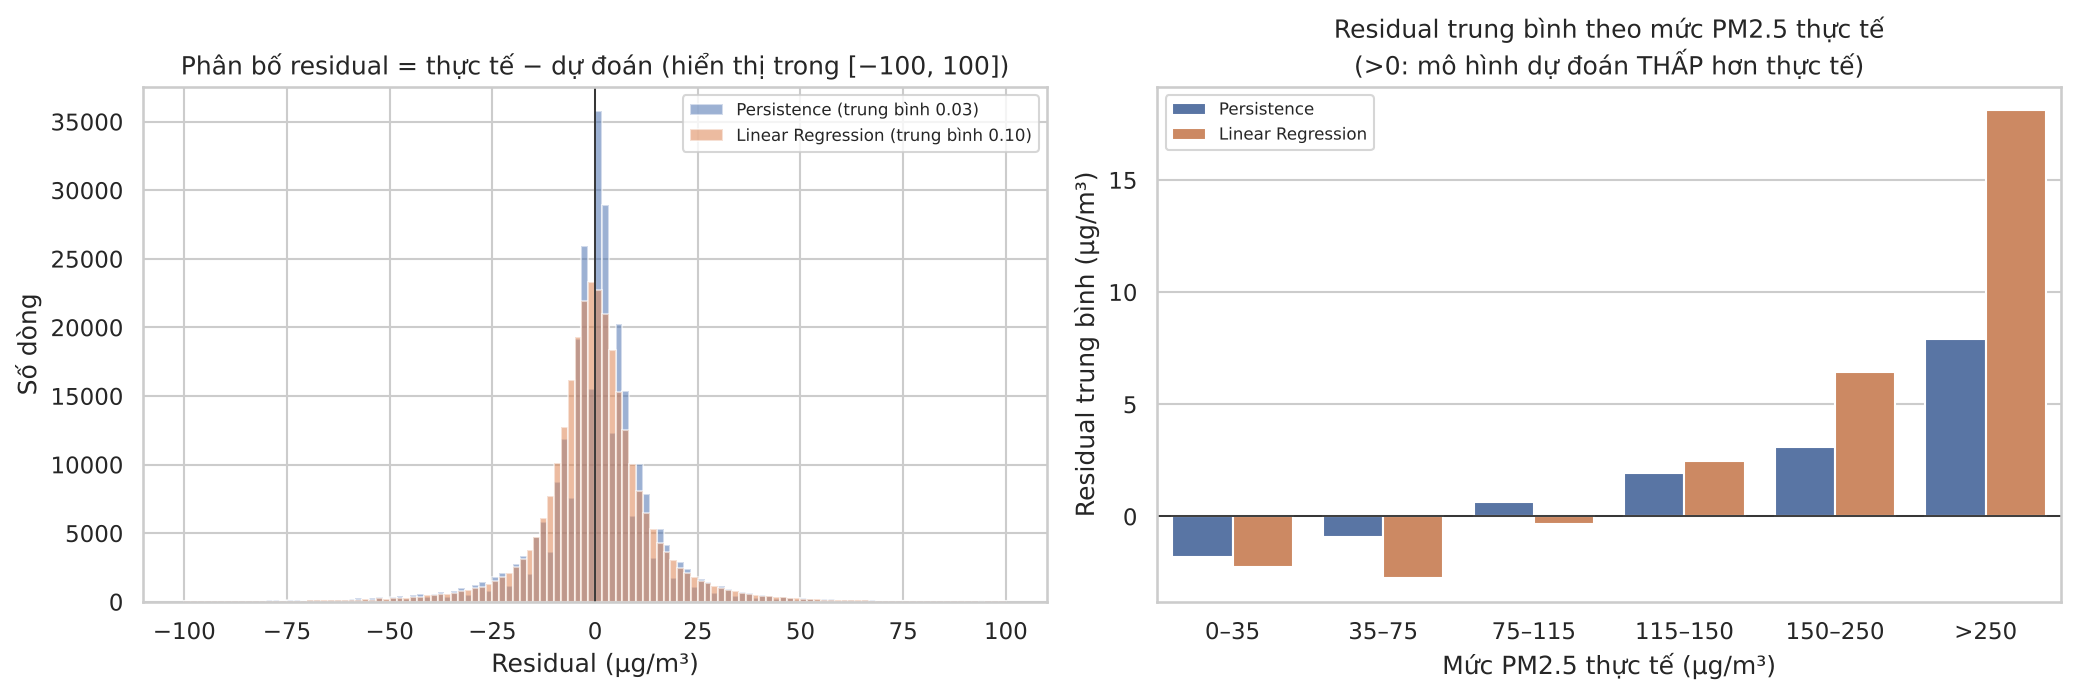 Phân bố residual = thực tế − dự đoán (hiển thị trong [−100, 100])
Persistence (trung bình 0.03)
Linear Regression (trung bình 0.10)
Số dòng
35000
30000
25000
20000
15000
10000
5000
0
−100
−75
−50
−25
0
25
50
75
100
Residual (µg/m³)
Residual trung bình theo mức PM2.5 thực tế
(>0: mô hình dự đoán THẤP hơn thực tế)
Persistence
Linear Regression
Residual trung bình (µg/m³)
15
10
5
0
0–35
35–75
75–115
115–150
150–250
>250
Mức PM2.5 thực tế (µg/m³)